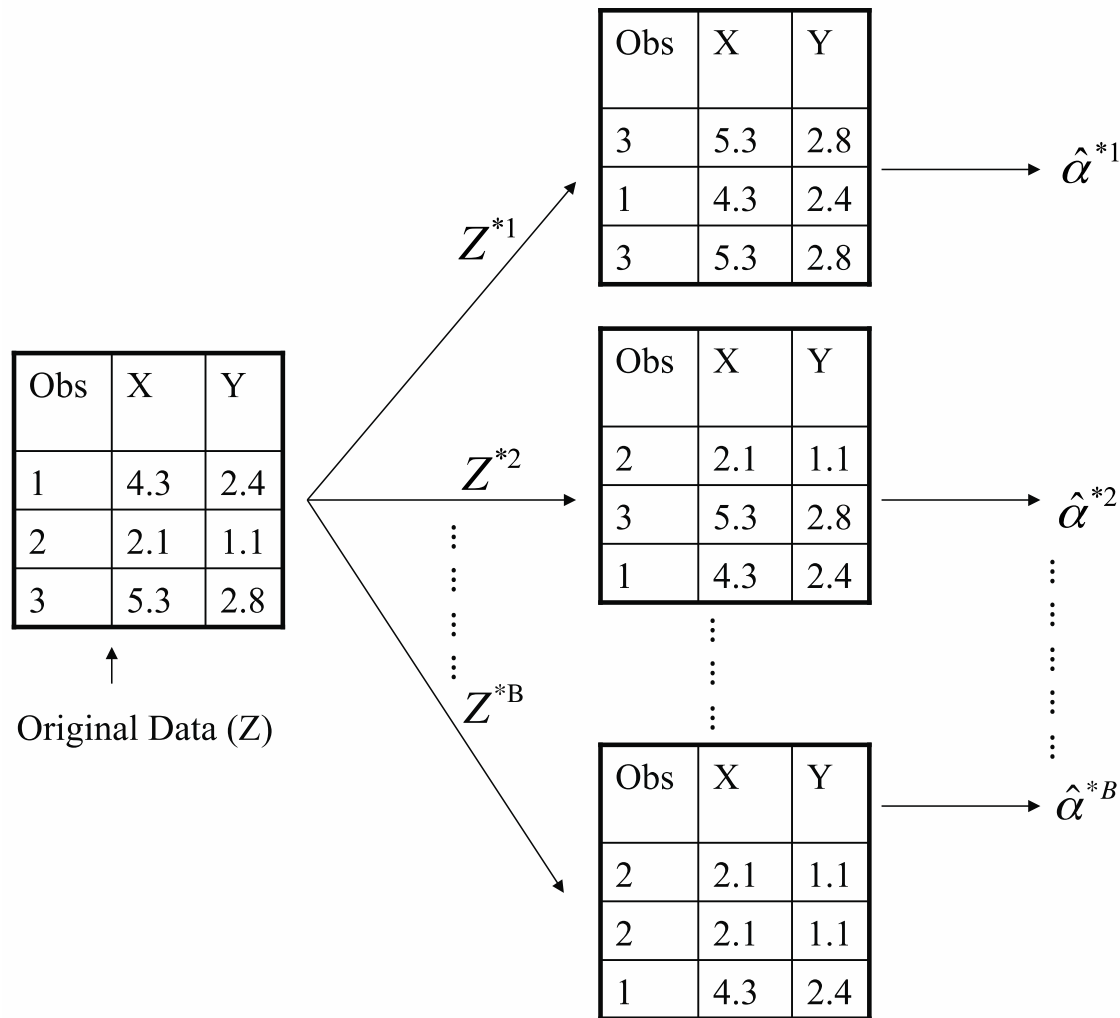 Obs X Y
3 5.3 2.8
1 4.3 2.4
3 5.3 2.8
α̂*1
Z*1
Obs X Y
1 4.3 2.4
2 2.1 1.1
3 5.3 2.8
Original Data (Z)
Z*2
Obs X Y
2 2.1 1.1
3 5.3 2.8
1 4.3 2.4
α̂*2
Z*B
Obs X Y
2 2.1 1.1
2 2.1 1.1
1 4.3 2.4
α̂*B